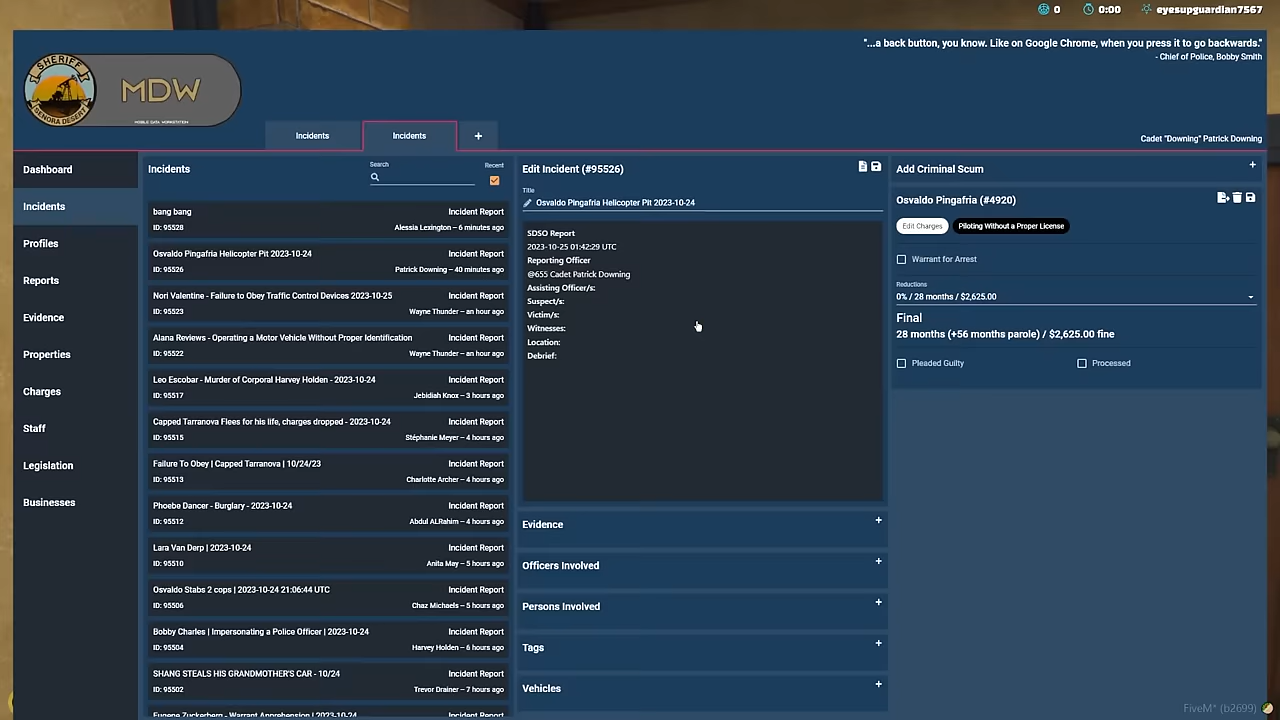 0
0:00
eyesupguardian7567
"...a back button, you know. Like on Google Chrome, when you press it to go backwards."
- Chief of Police, Bobby Smith
SHERIFF
SENORA DESERT
MDW
MOBILE DATA WORKSTATION
Incidents
Incidents
+
Cadet "Downing" Patrick Downing
Dashboard
Incidents
Profiles
Reports
Evidence
Properties
Charges
Staff
Legislation
Businesses
Incidents
Search
Recent
bang bang Incident Report
ID: 95528 Alessia Lexington – 6 minutes ago
Osvaldo Pingafria Helicopter Pit 2023-10-24 Incident Report
ID: 95526 Patrick Downing – 40 minutes ago
Nori Valentine - Failure to Obey Traffic Control Devices 2023-10-25 Incident Report
ID: 95523 Wayne Thunder – an hour ago
Alana Reviews - Operating a Motor Vehicle Without Proper Identification Incident Report
ID: 95522 Wayne Thunder – an hour ago
Leo Escobar - Murder of Corporal Harvey Holden - 2023-10-24 Incident Report
ID: 95517 Jebidiah Knox – 3 hours ago
Capped Tarranova Flees for his life, charges dropped - 2023-10-24 Incident Report
ID: 95515 Stéphanie Meyer – 4 hours ago
Failure To Obey | Capped Tarranova | 10/24/23 Incident Report
ID: 95513 Charlotte Archer – 4 hours ago
Phoebe Dancer - Burglary - 2023-10-24 Incident Report
ID: 95512 Abdul ALRahim – 4 hours ago
Lara Van Derp | 2023-10-24 Incident Report
ID: 95510 Anita May – 5 hours ago
Osvaldo Stabs 2 cops | 2023-10-24 21:06:44 UTC Incident Report
ID: 95506 Chaz Michaels – 5 hours ago
Bobby Charles | Impersonating a Police Officer | 2023-10-24 Incident Report
ID: 95504 Harvey Holden – 6 hours ago
SHANG STEALS HIS GRANDMOTHER'S CAR - 10/24 Incident Report
ID: 95502 Trevor Drainer – 7 hours ago
Eugene Zuckerberg - Warrant Apprehension | 2023-10-24 Incident Report
Edit Incident (#95526)
Title
Osvaldo Pingafria Helicopter Pit 2023-10-24
SDSO Report
2023-10-25 01:42:29 UTC
Reporting Officer
@655 Cadet Patrick Downing
Assisting Officer/s:
Suspect/s:
Victim/s:
Witnesses:
Location:
Debrief:
Evidence +
Officers Involved +
Persons Involved +
Tags +
Vehicles +
Add Criminal Scum +
Osvaldo Pingafria (#4920)
Edit Charges Piloting Without a Proper License
Warrant for Arrest
Reductions
0% / 28 months / $2,625.00
Final
28 months (+56 months parole) / $2,625.00 fine
Pleaded Guilty Processed
FiveM* (b2699)